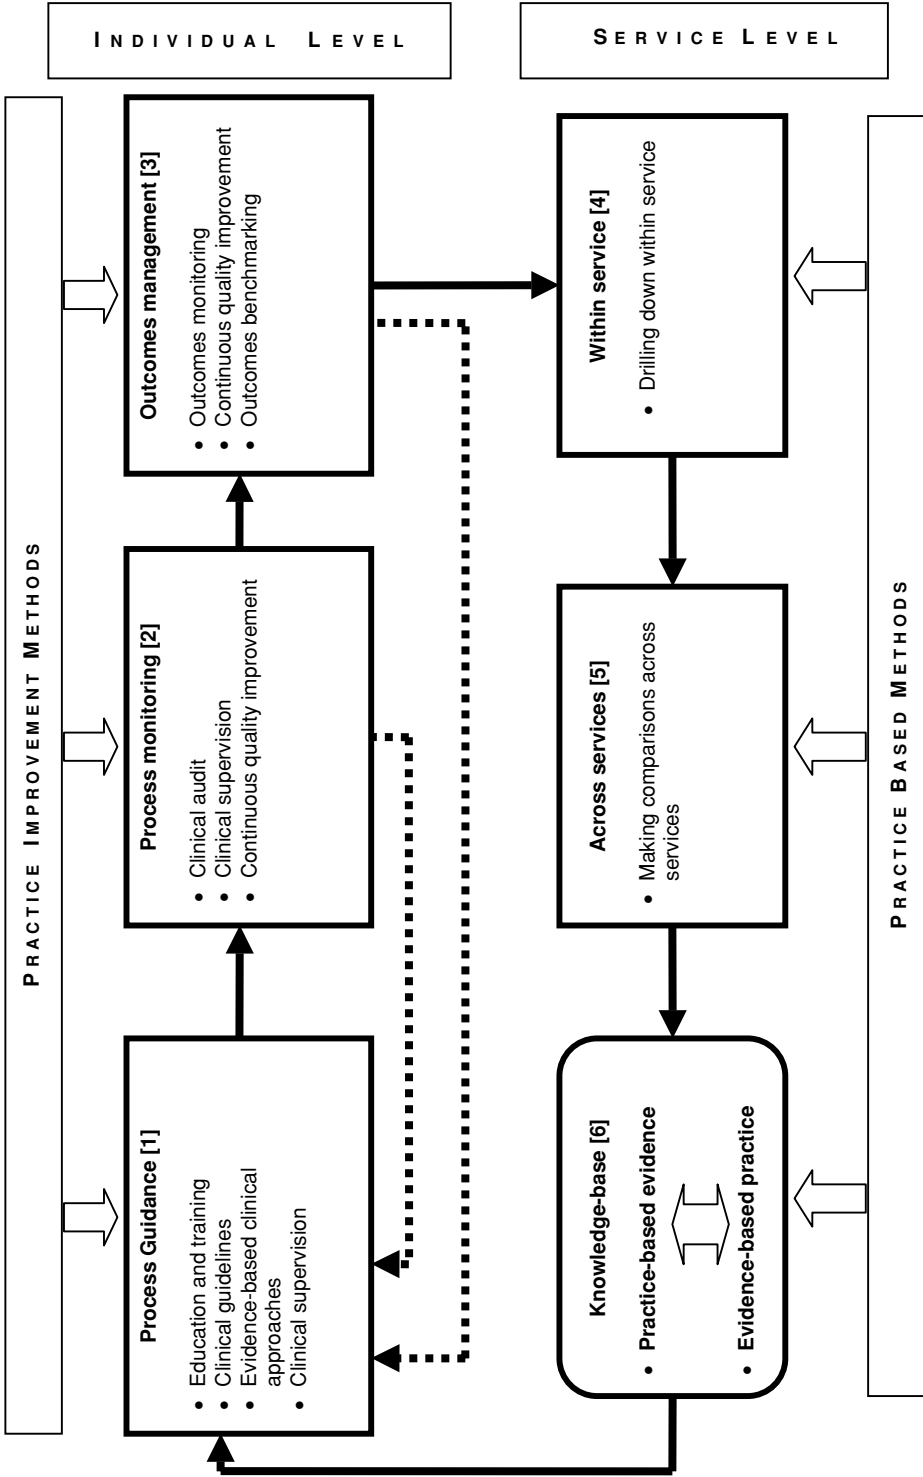 PRACTICE IMPROVEMENT METHODS
INDIVIDUAL LEVEL
Process Guidance [1]
• Education and training
• Clinical guidelines
• Evidence-based clinical
approaches
• Clinical supervision
Process monitoring [2]
• Clinical audit
• Clinical supervision
• Continuous quality improvement
Outcomes management [3]
• Outcomes monitoring
• Continuous quality improvement
• Outcomes benchmarking
SERVICE LEVEL
Within service [4]
• Drilling down within service
Across services [5]
• Making comparisons across
services
Knowledge-base [6]
• Practice-based evidence
• Evidence-based practice
PRACTICE BASED METHODS